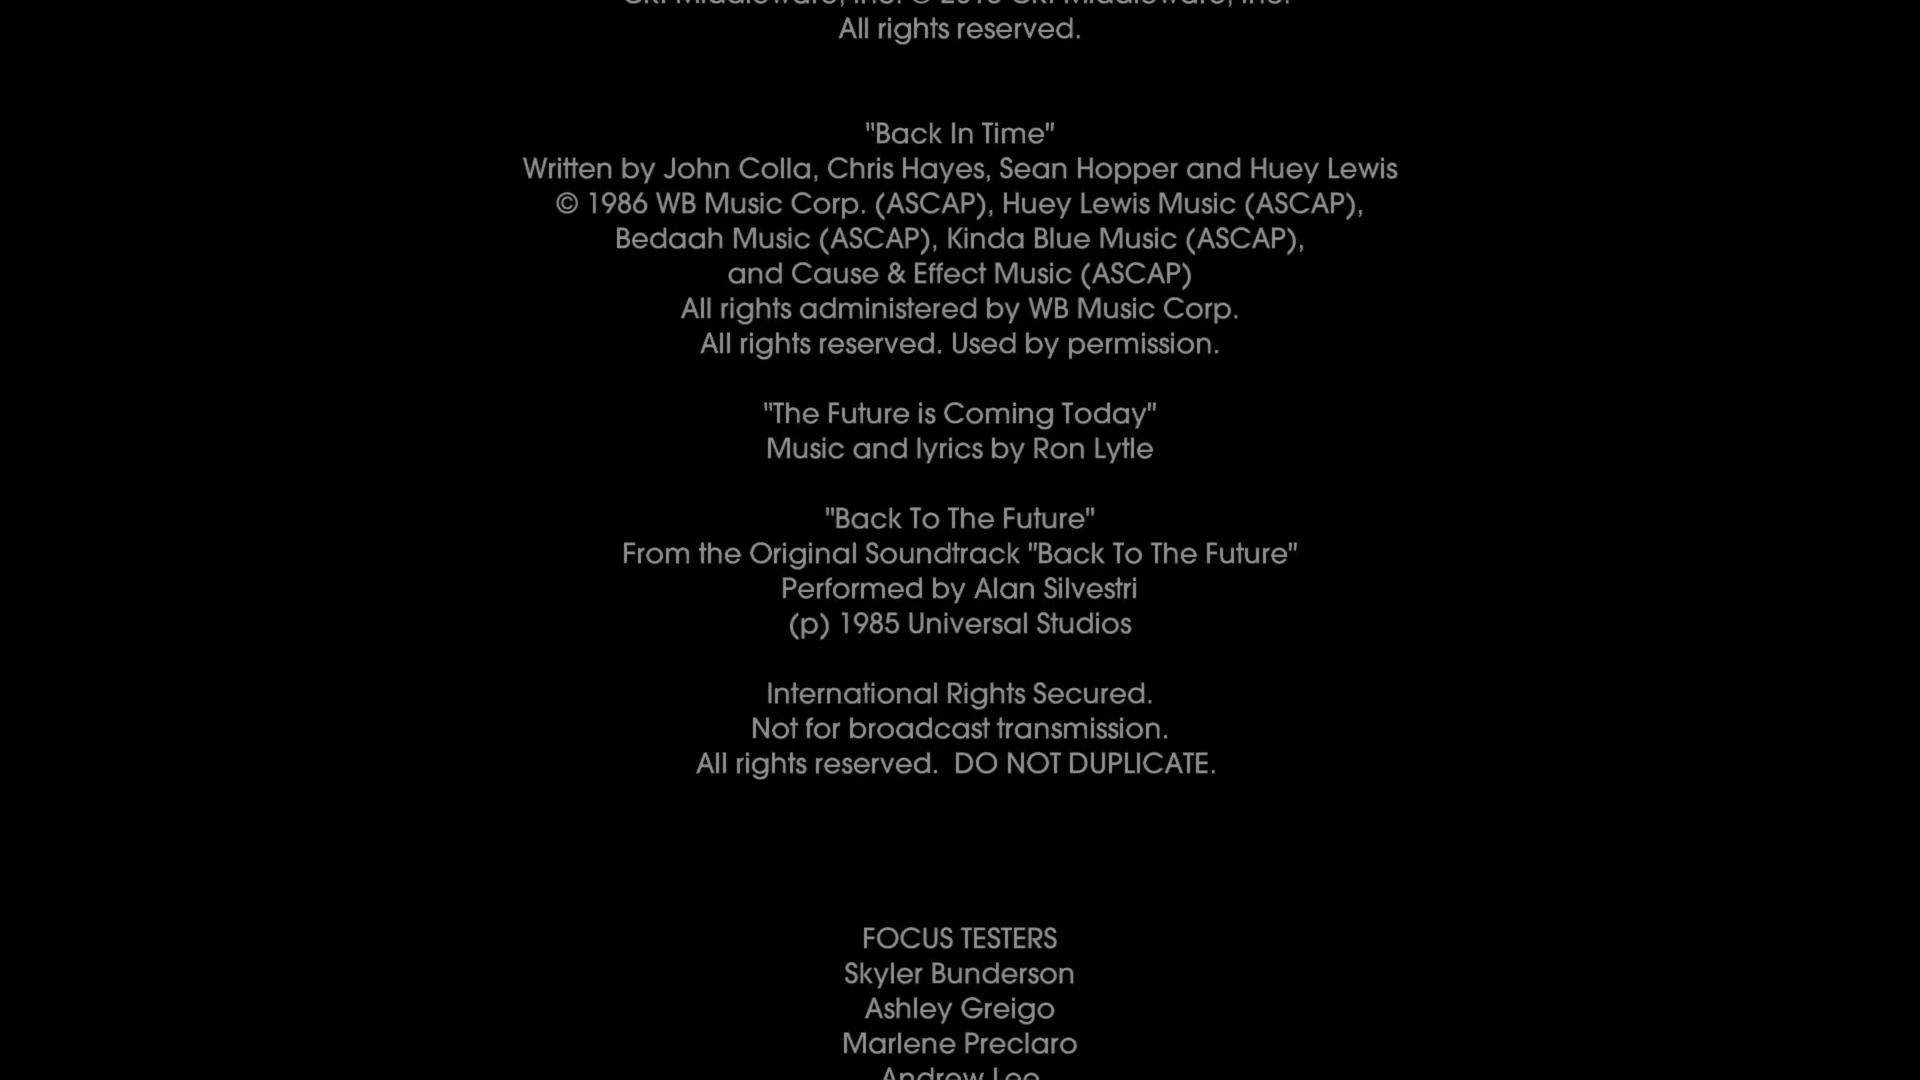 All rights reserved.
"Back In Time"
Written by John Colla, Chris Hayes, Sean Hopper and Huey Lewis
© 1986 WB Music Corp. (ASCAP), Huey Lewis Music (ASCAP),
Bedaah Music (ASCAP), Kinda Blue Music (ASCAP),
and Cause & Effect Music (ASCAP)
All rights administered by WB Music Corp.
All rights reserved. Used by permission.
"The Future is Coming Today"
Music and lyrics by Ron Lytle
"Back To The Future"
From the Original Soundtrack "Back To The Future"
Performed by Alan Silvestri
(p) 1985 Universal Studios
International Rights Secured.
Not for broadcast transmission.
All rights reserved.  DO NOT DUPLICATE.
FOCUS TESTERS
Skyler Bunderson
Ashley Greigo
Marlene Preclaro